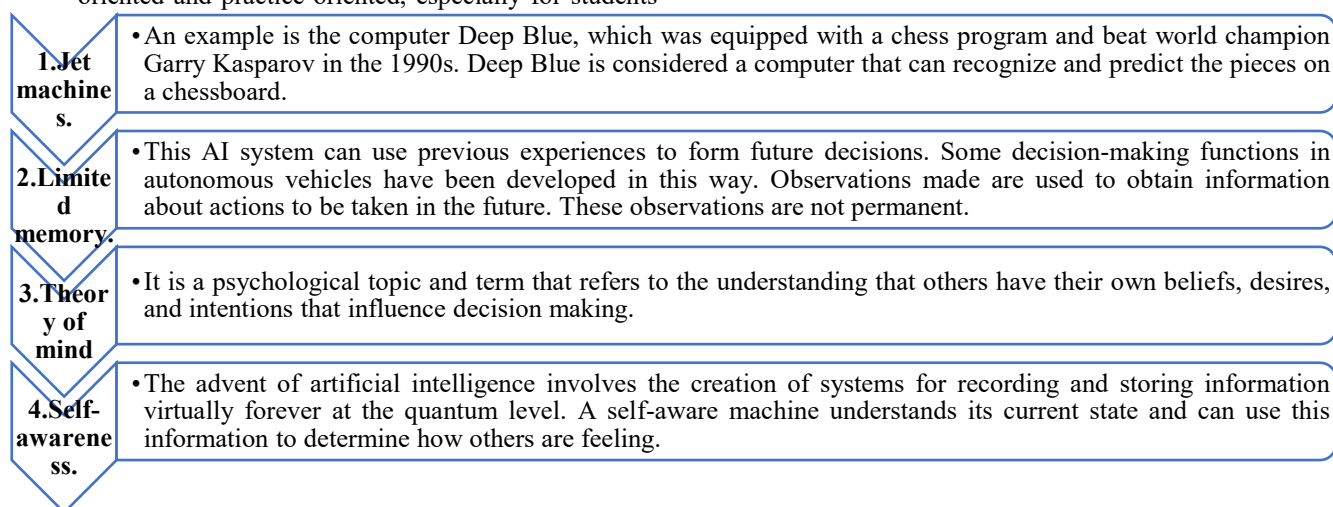 oriented and practice-oriented, especially for students
1.Jet
machine
s.
•An example is the computer Deep Blue, which was equipped with a chess program and beat world champion
Garry Kasparov in the 1990s. Deep Blue is considered a computer that can recognize and predict the pieces on
a chessboard.
2.Limite
d
memory.
•This AI system can use previous experiences to form future decisions. Some decision-making functions in
autonomous vehicles have been developed in this way. Observations made are used to obtain information
about actions to be taken in the future. These observations are not permanent.
3.Theor
y of
mind
•It is a psychological topic and term that refers to the understanding that others have their own beliefs, desires,
and intentions that influence decision making.
4.Self-
awarene
ss.
•The advent of artificial intelligence involves the creation of systems for recording and storing information
virtually forever at the quantum level. A self-aware machine understands its current state and can use this
information to determine how others are feeling.